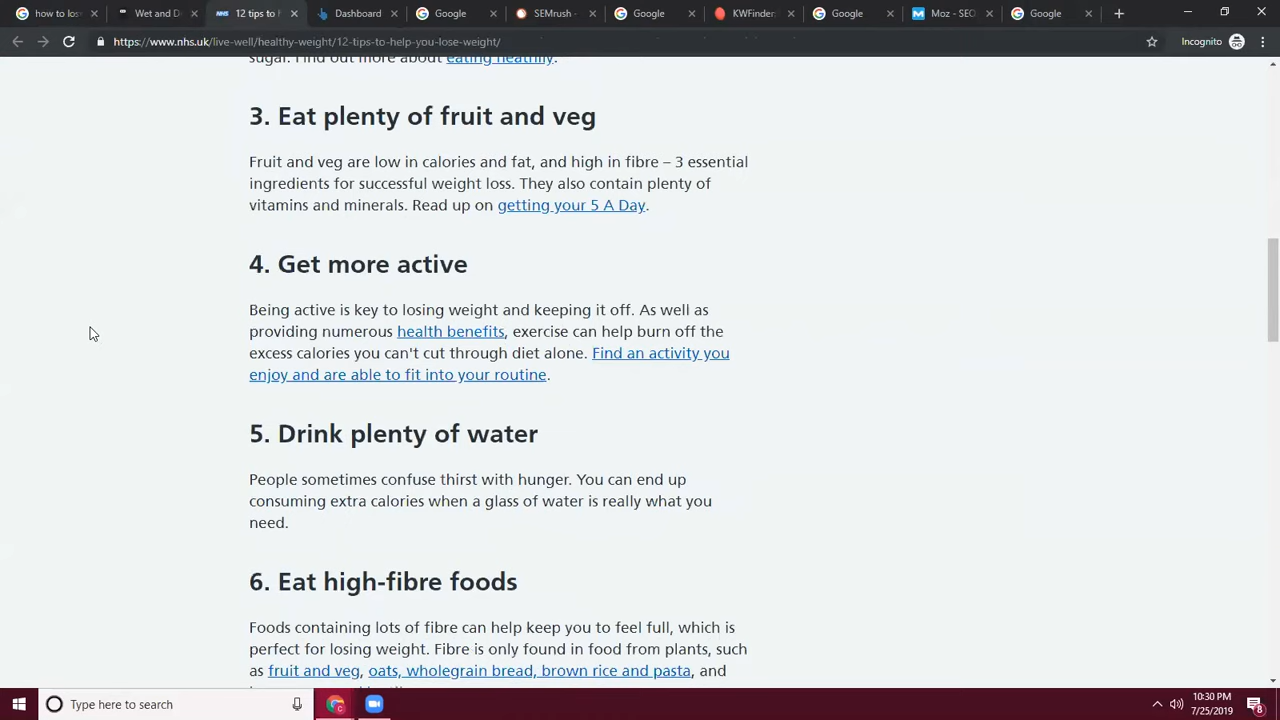 how to los
Wet and D
NHS 12 tips to h
Dashboard
Google
SEMrush -
Google
KWFinder
Google
Moz - SEO
Google
https://www.nhs.uk/live-well/healthy-weight/12-tips-to-help-you-lose-weight/
Incognito
sugar. Find out more about eating healthily.
3. Eat plenty of fruit and veg
Fruit and veg are low in calories and fat, and high in fibre – 3 essential
ingredients for successful weight loss. They also contain plenty of
vitamins and minerals. Read up on getting your 5 A Day.
4. Get more active
Being active is key to losing weight and keeping it off. As well as
providing numerous health benefits, exercise can help burn off the
excess calories you can't cut through diet alone. Find an activity you
enjoy and are able to fit into your routine.
5. Drink plenty of water
People sometimes confuse thirst with hunger. You can end up
consuming extra calories when a glass of water is really what you
need.
6. Eat high-fibre foods
Foods containing lots of fibre can help keep you to feel full, which is
perfect for losing weight. Fibre is only found in food from plants, such
as fruit and veg, oats, wholegrain bread, brown rice and pasta, and
Type here to search
10:30 PM
7/25/2019
8